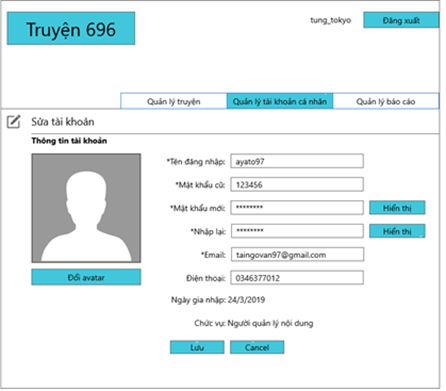 Truyện 696
tung_tokyo
Đăng xuất
Quản lý truyện
Quản lý tài khoản cá nhân
Quản lý báo cáo
Sửa tài khoản
Thông tin tài khoản
*Tên đăng nhập: ayato97
*Mật khẩu cũ: 123456
*Mật khẩu mới: ******** Hiển thị
*Nhập lại: ******** Hiển thị
*Email: taingovan97@gmail.com
Đổi avatar
Điện thoại: 0346377012
Ngày gia nhập: 24/3/2019
Chức vụ: Người quản lý nội dung
Lưu
Cancel